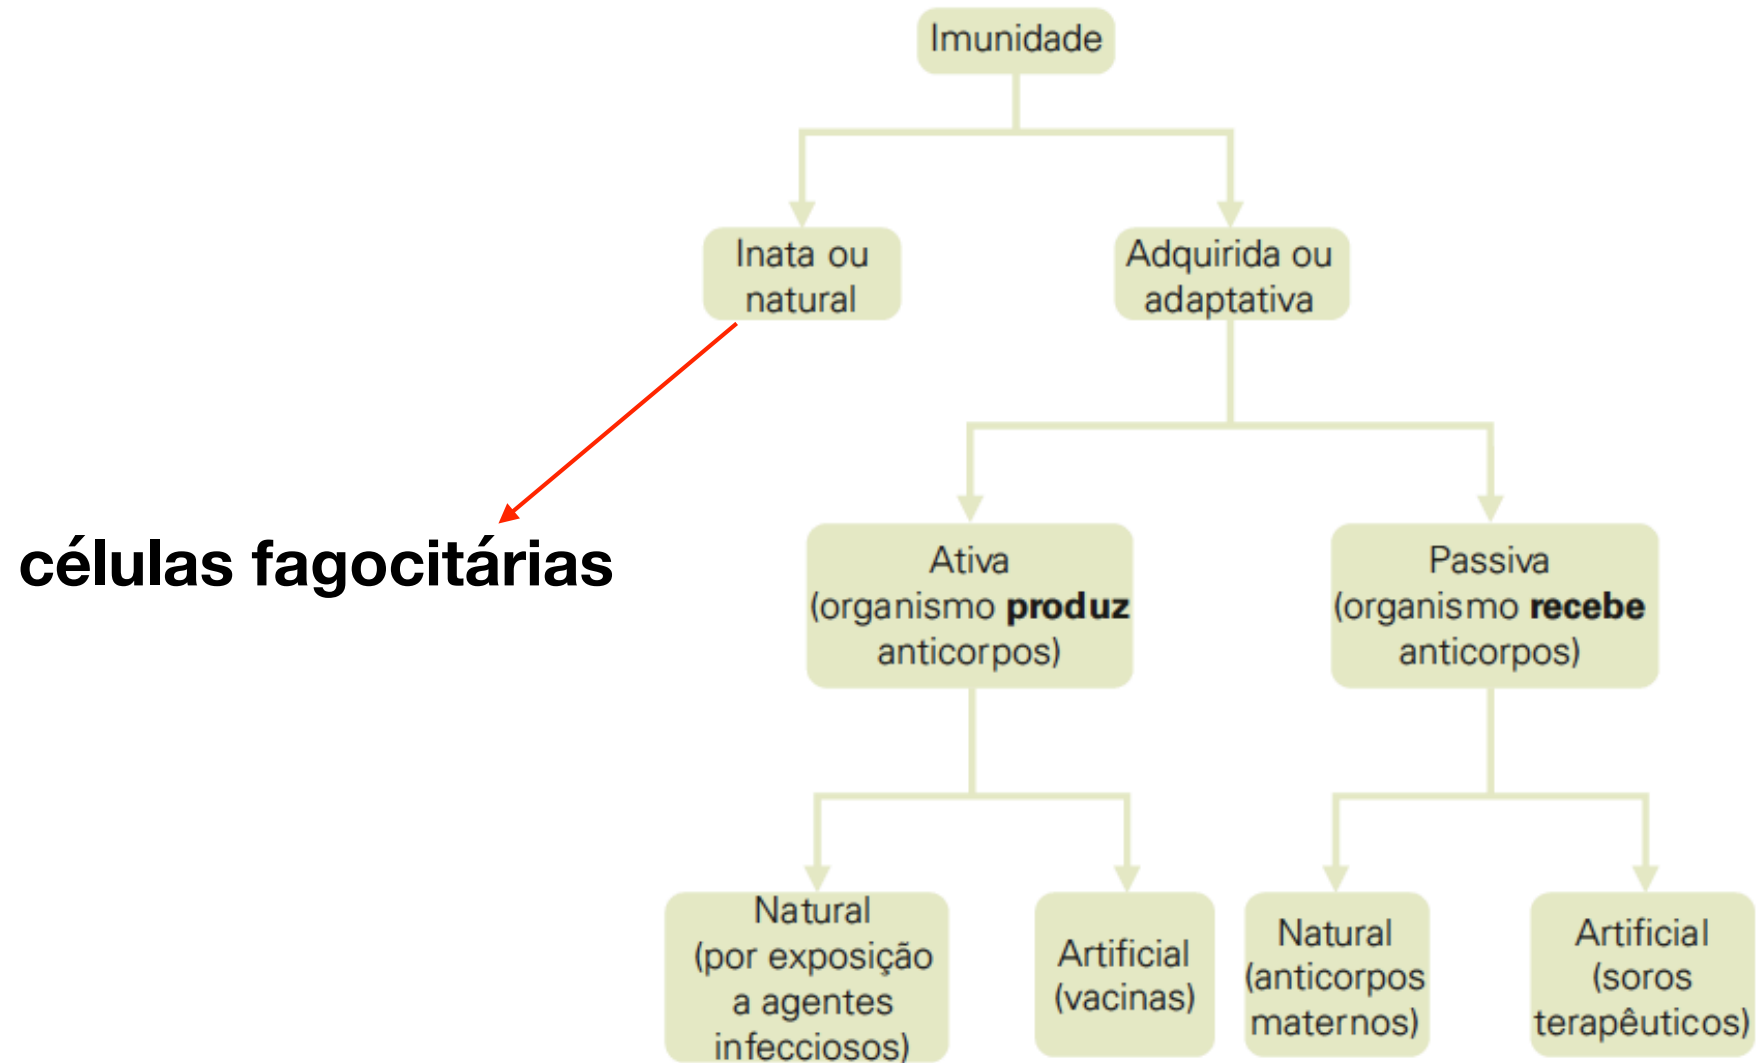 Imunidade
Inata ou
natural
Adquirida ou
adaptativa
células fagocitárias
Ativa
(organismo produz
anticorpos)
Passiva
(organismo recebe
anticorpos)
Natural
(por exposição
a agentes
infecciosos)
Artificial
(vacinas)
Natural
(anticorpos
maternos)
Artificial
(soros
terapêuticos)